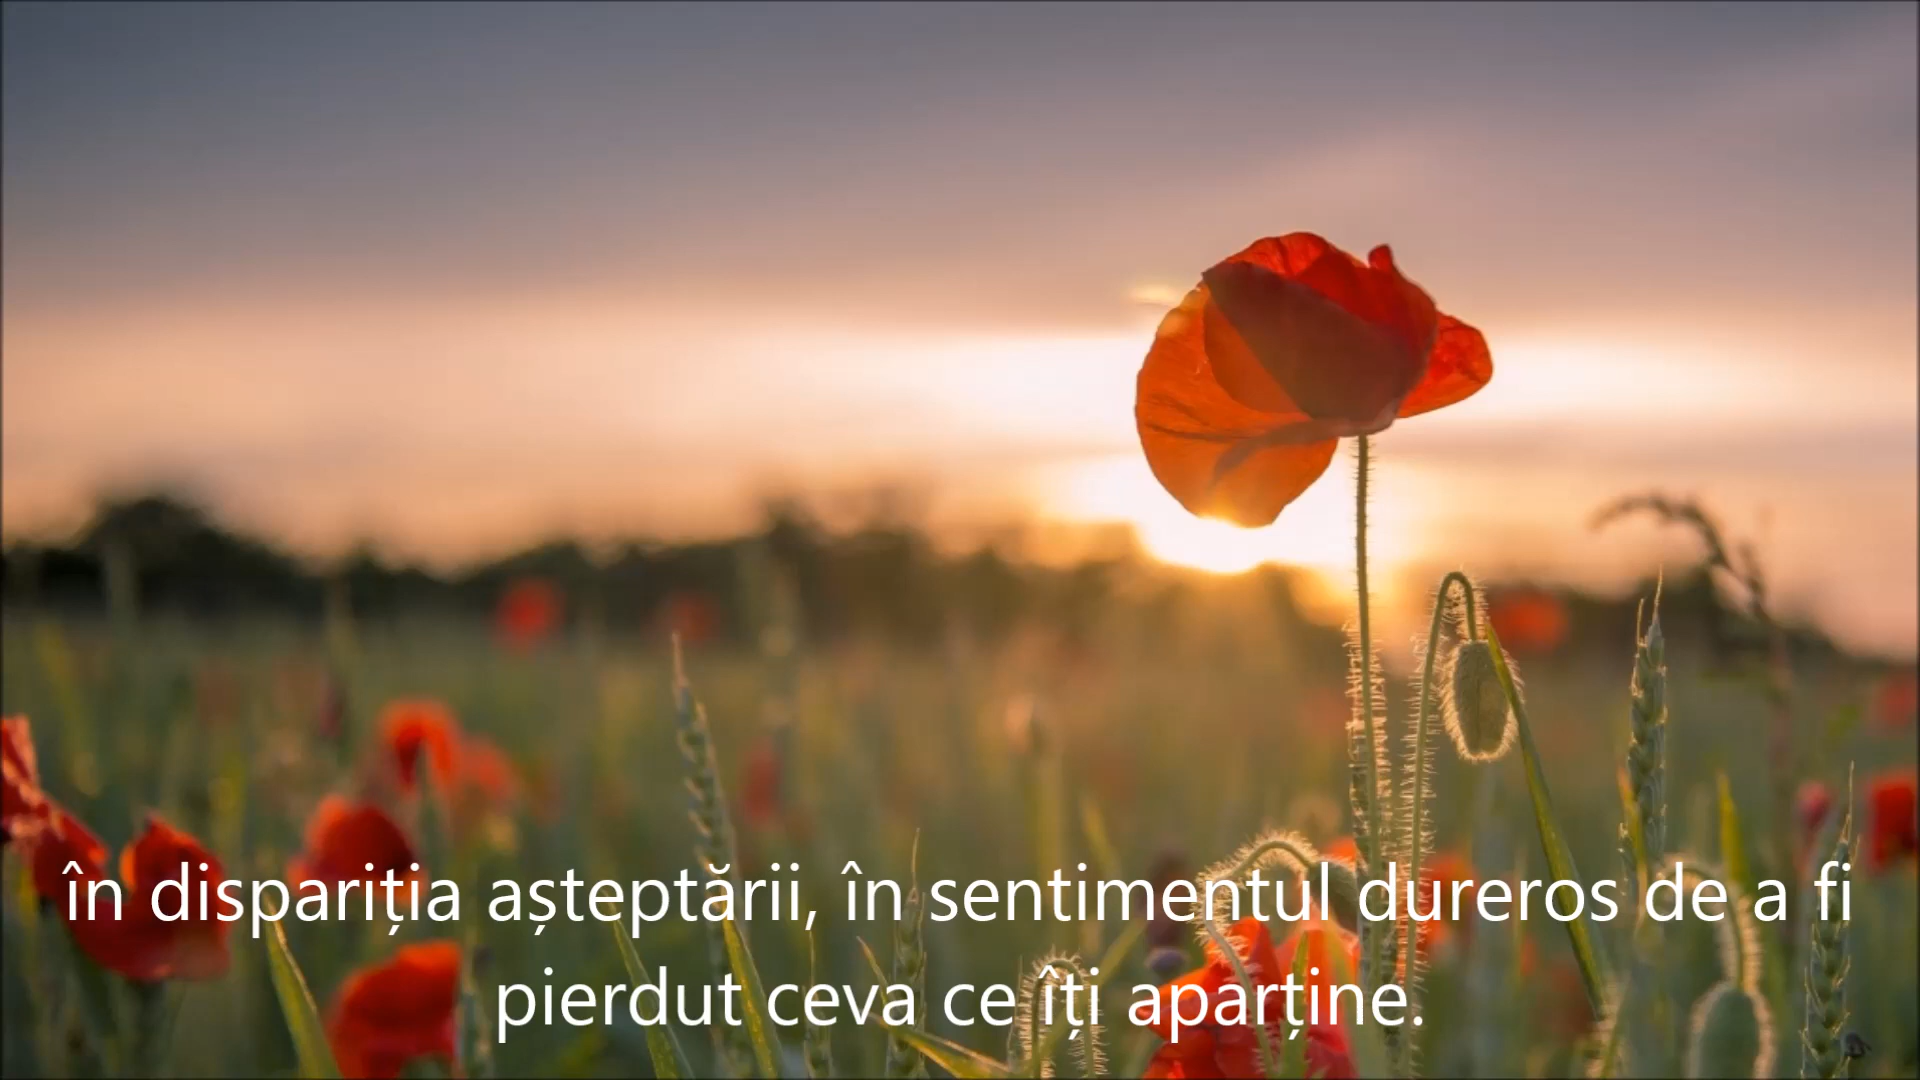 în dispariția așteptării, în sentimentul dureros de a fi
pierdut ceva ce îți aparține.